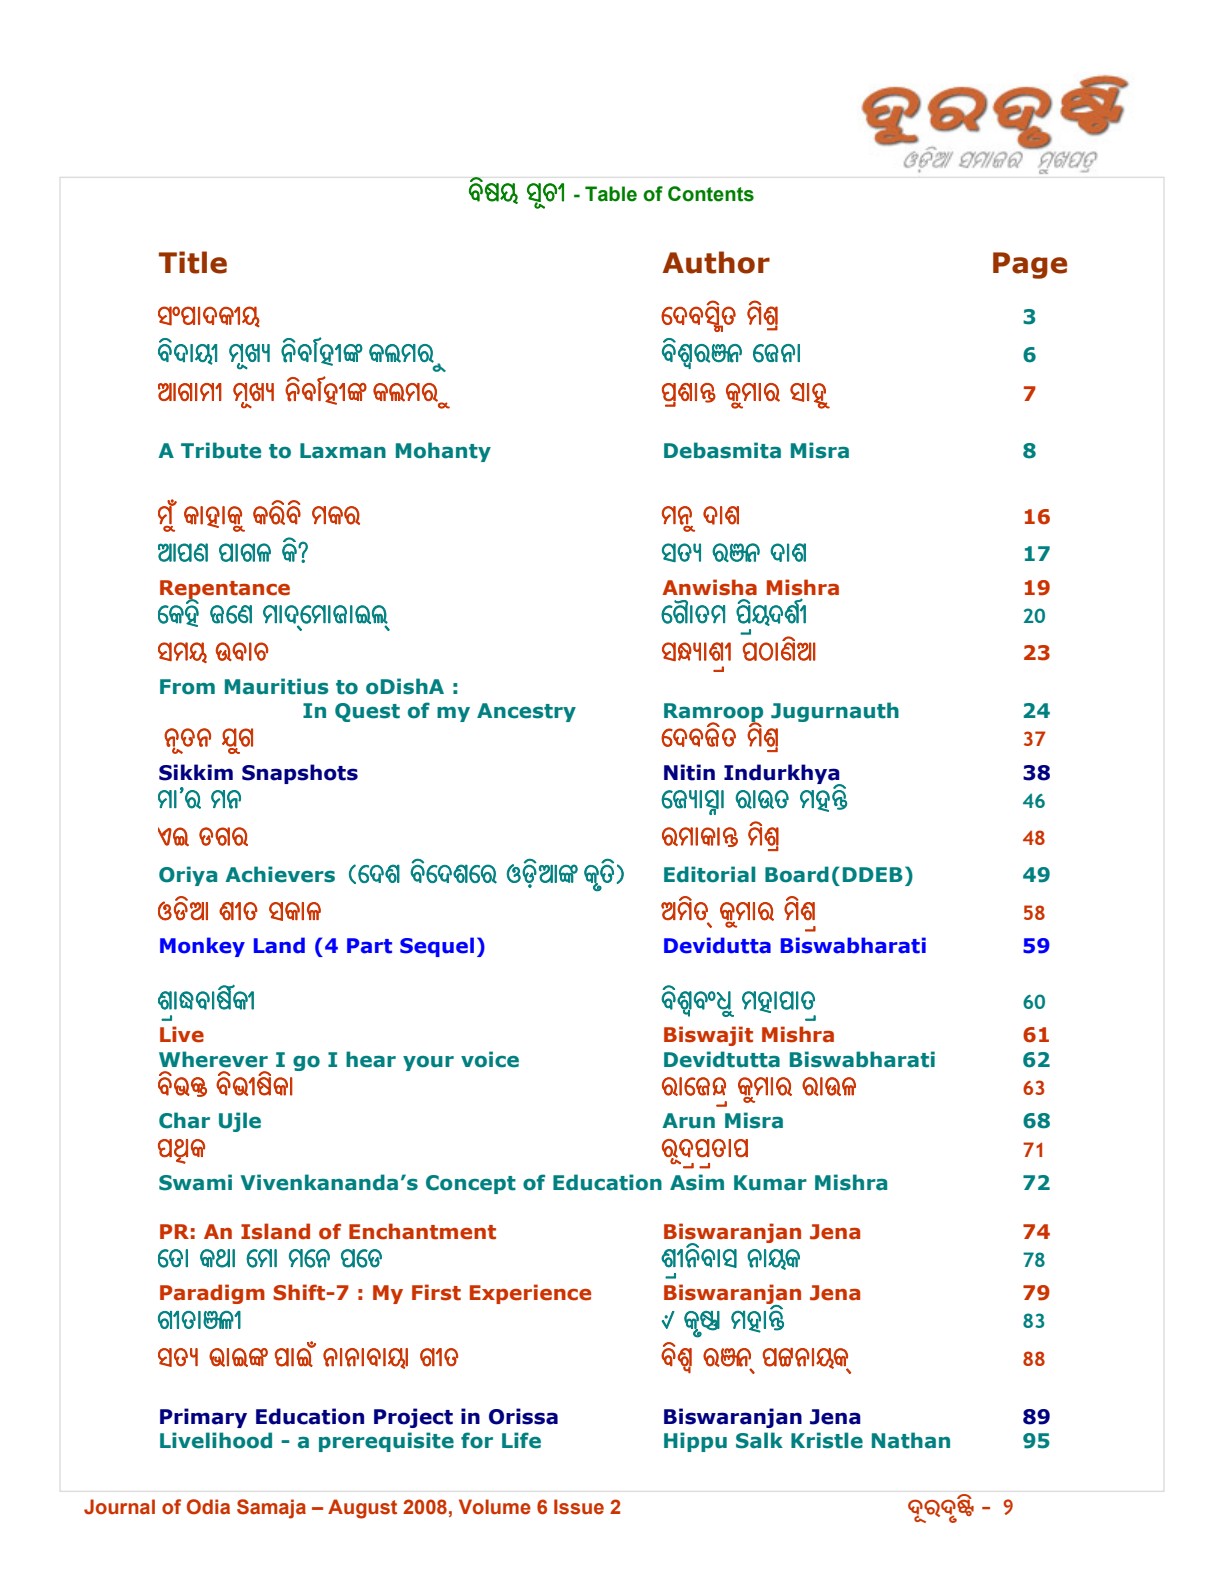 ଦୂରଦୃଷ୍ଟି
ଓଡ଼ିଆ ସମାଜର ମୁଖପତ୍ର
ବିଷୟ ସୂଚୀ - Table of Contents
Title Author Page
ସଂପାଦକୀୟ ଦେବସ୍ମିତ ମିଶ୍ର 3
ବିଦାୟୀ ମୂଖ୍ୟ ନିର୍ବାହୀଙ୍କ କଲମରୁ ବିଶ୍ୱରଞ୍ଜନ ଜେନା 6
ଆଗାମୀ ମୂଖ୍ୟ ନିର୍ବାହୀଙ୍କ କଲମରୁ ପ୍ରଶାନ୍ତ କୁମାର ସାହୁ 7
A Tribute to Laxman Mohanty Debasmita Misra 8
ମୁଁ କାହାକୁ କରିବି ମକର ମନୁ ଦାଶ 16
ଆପଣ ପାଗଳ କି? ସତ୍ୟ ରଞ୍ଜନ ଦାଶ 17
Repentance Anwisha Mishra 19
କେହି ଜଣେ ମାଦ୍‌ମୋଜାଇଲ୍ ଗୌତମ ପ୍ରିୟଦର୍ଶୀ 20
ସମୟ ଉବାଚ ସନ୍ଧ୍ୟାଶ୍ରୀ ପଠାଣିଆ 23
From Mauritius to oDishA :
In Quest of my Ancestry Ramroop Jugurnauth 24
ନୂତନ ଯୁଗ ଦେବଜିତ ମିଶ୍ର 37
Sikkim Snapshots Nitin Indurkhya 38
ମା'ର ମନ ଜ୍ୟୋସ୍ନା ରାଉତ ମହନ୍ତି 46
ଏଇ ଡଗର ରମାକାନ୍ତ ମିଶ୍ର 48
Oriya Achievers (ଦେଶ ବିଦେଶରେ ଓଡ଼ିଆଙ୍କ କୃତି) Editorial Board(DDEB) 49
ଓଡିଆ ଶୀତ ସକାଳ ଅମିତ୍ କୁମାର ମିଶ୍ର 58
Monkey Land (4 Part Sequel) Devidutta Biswabharati 59
ଶ୍ରାଦ୍ଧବାର୍ଷିକୀ ବିଶ୍ୱବଂଧୁ ମହାପାତ୍ର 60
Live Biswajit Mishra 61
Wherever I go I hear your voice Devidtutta Biswabharati 62
ବିଭକ୍ତ ବିଭୀଷିକା ରାଜେନ୍ଦ୍ର କୁମାର ରାଉଳ 63
Char Ujle Arun Misra 68
ପଥିକ ରୂଦ୍ରପ୍ରତାପ 71
Swami Vivenkananda’s Concept of Education Asim Kumar Mishra 72
PR: An Island of Enchantment Biswaranjan Jena 74
ତୋ କଥା ମୋ ମନେ ପଡେ ଶ୍ରୀନିବାସ ନାୟକ 78
Paradigm Shift-7 : My First Experience Biswaranjan Jena 79
ଗୀତାଞ୍ଜଳୀ ✓ କୃଷ୍ଣା ମହାନ୍ତି 83
ସତ୍ୟ ଭାଇଙ୍କ ପାଇଁ ନାନାବାୟା ଗୀତ ବିଶ୍ୱ ରଞ୍ଜନ୍ ପଟ୍ଟନାୟକ୍ 88
Primary Education Project in Orissa Biswaranjan Jena 89
Livelihood - a prerequisite for Life Hippu Salk Kristle Nathan 95
Journal of Odia Samaja – August 2008, Volume 6 Issue 2 ଦୂରଦୃଷ୍ଟି - ୨